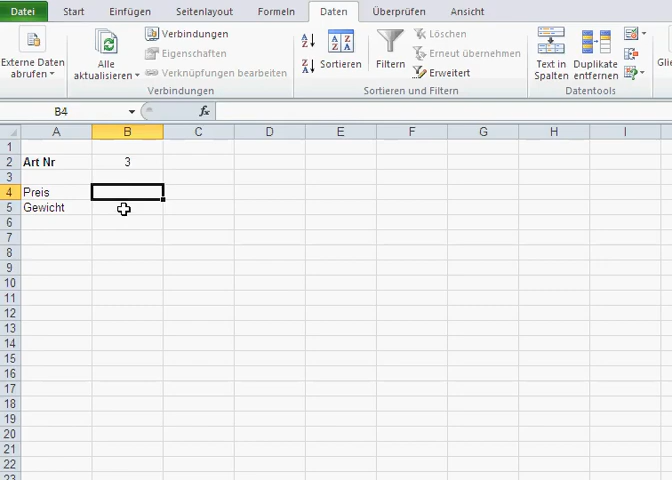 Datei Start Einfügen Seitenlayout Formeln Daten Überprüfen Ansicht
Externe Daten abrufen
Alle aktualisieren
Verbindungen
Eigenschaften
Verknüpfungen bearbeiten
Verbindungen
Sortieren
Filtern
Löschen
Erneut übernehmen
Erweitert
Sortieren und Filtern
Text in Spalten
Duplikate entfernen
Datentools
B4
fx
A B C D E F G H I
1
2 Art Nr 3
3
4 Preis
5 Gewicht
6
7
8
9
10
11
12
13
14
15
16
17
18
19
20
21
22
23